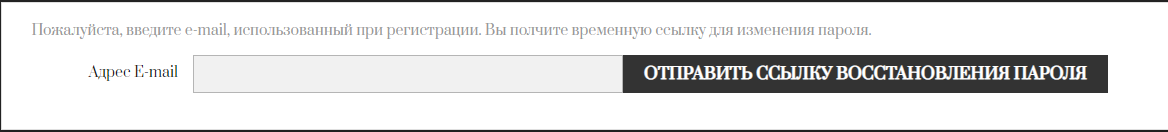 Пожалуйста, введите e-mail, использованный при регистрации. Вы полчите временную ссылку для изменения пароля.
Адрес E-mail
ОТПРАВИТЬ ССЫЛКУ ВОССТАНОВЛЕНИЯ ПАРОЛЯ